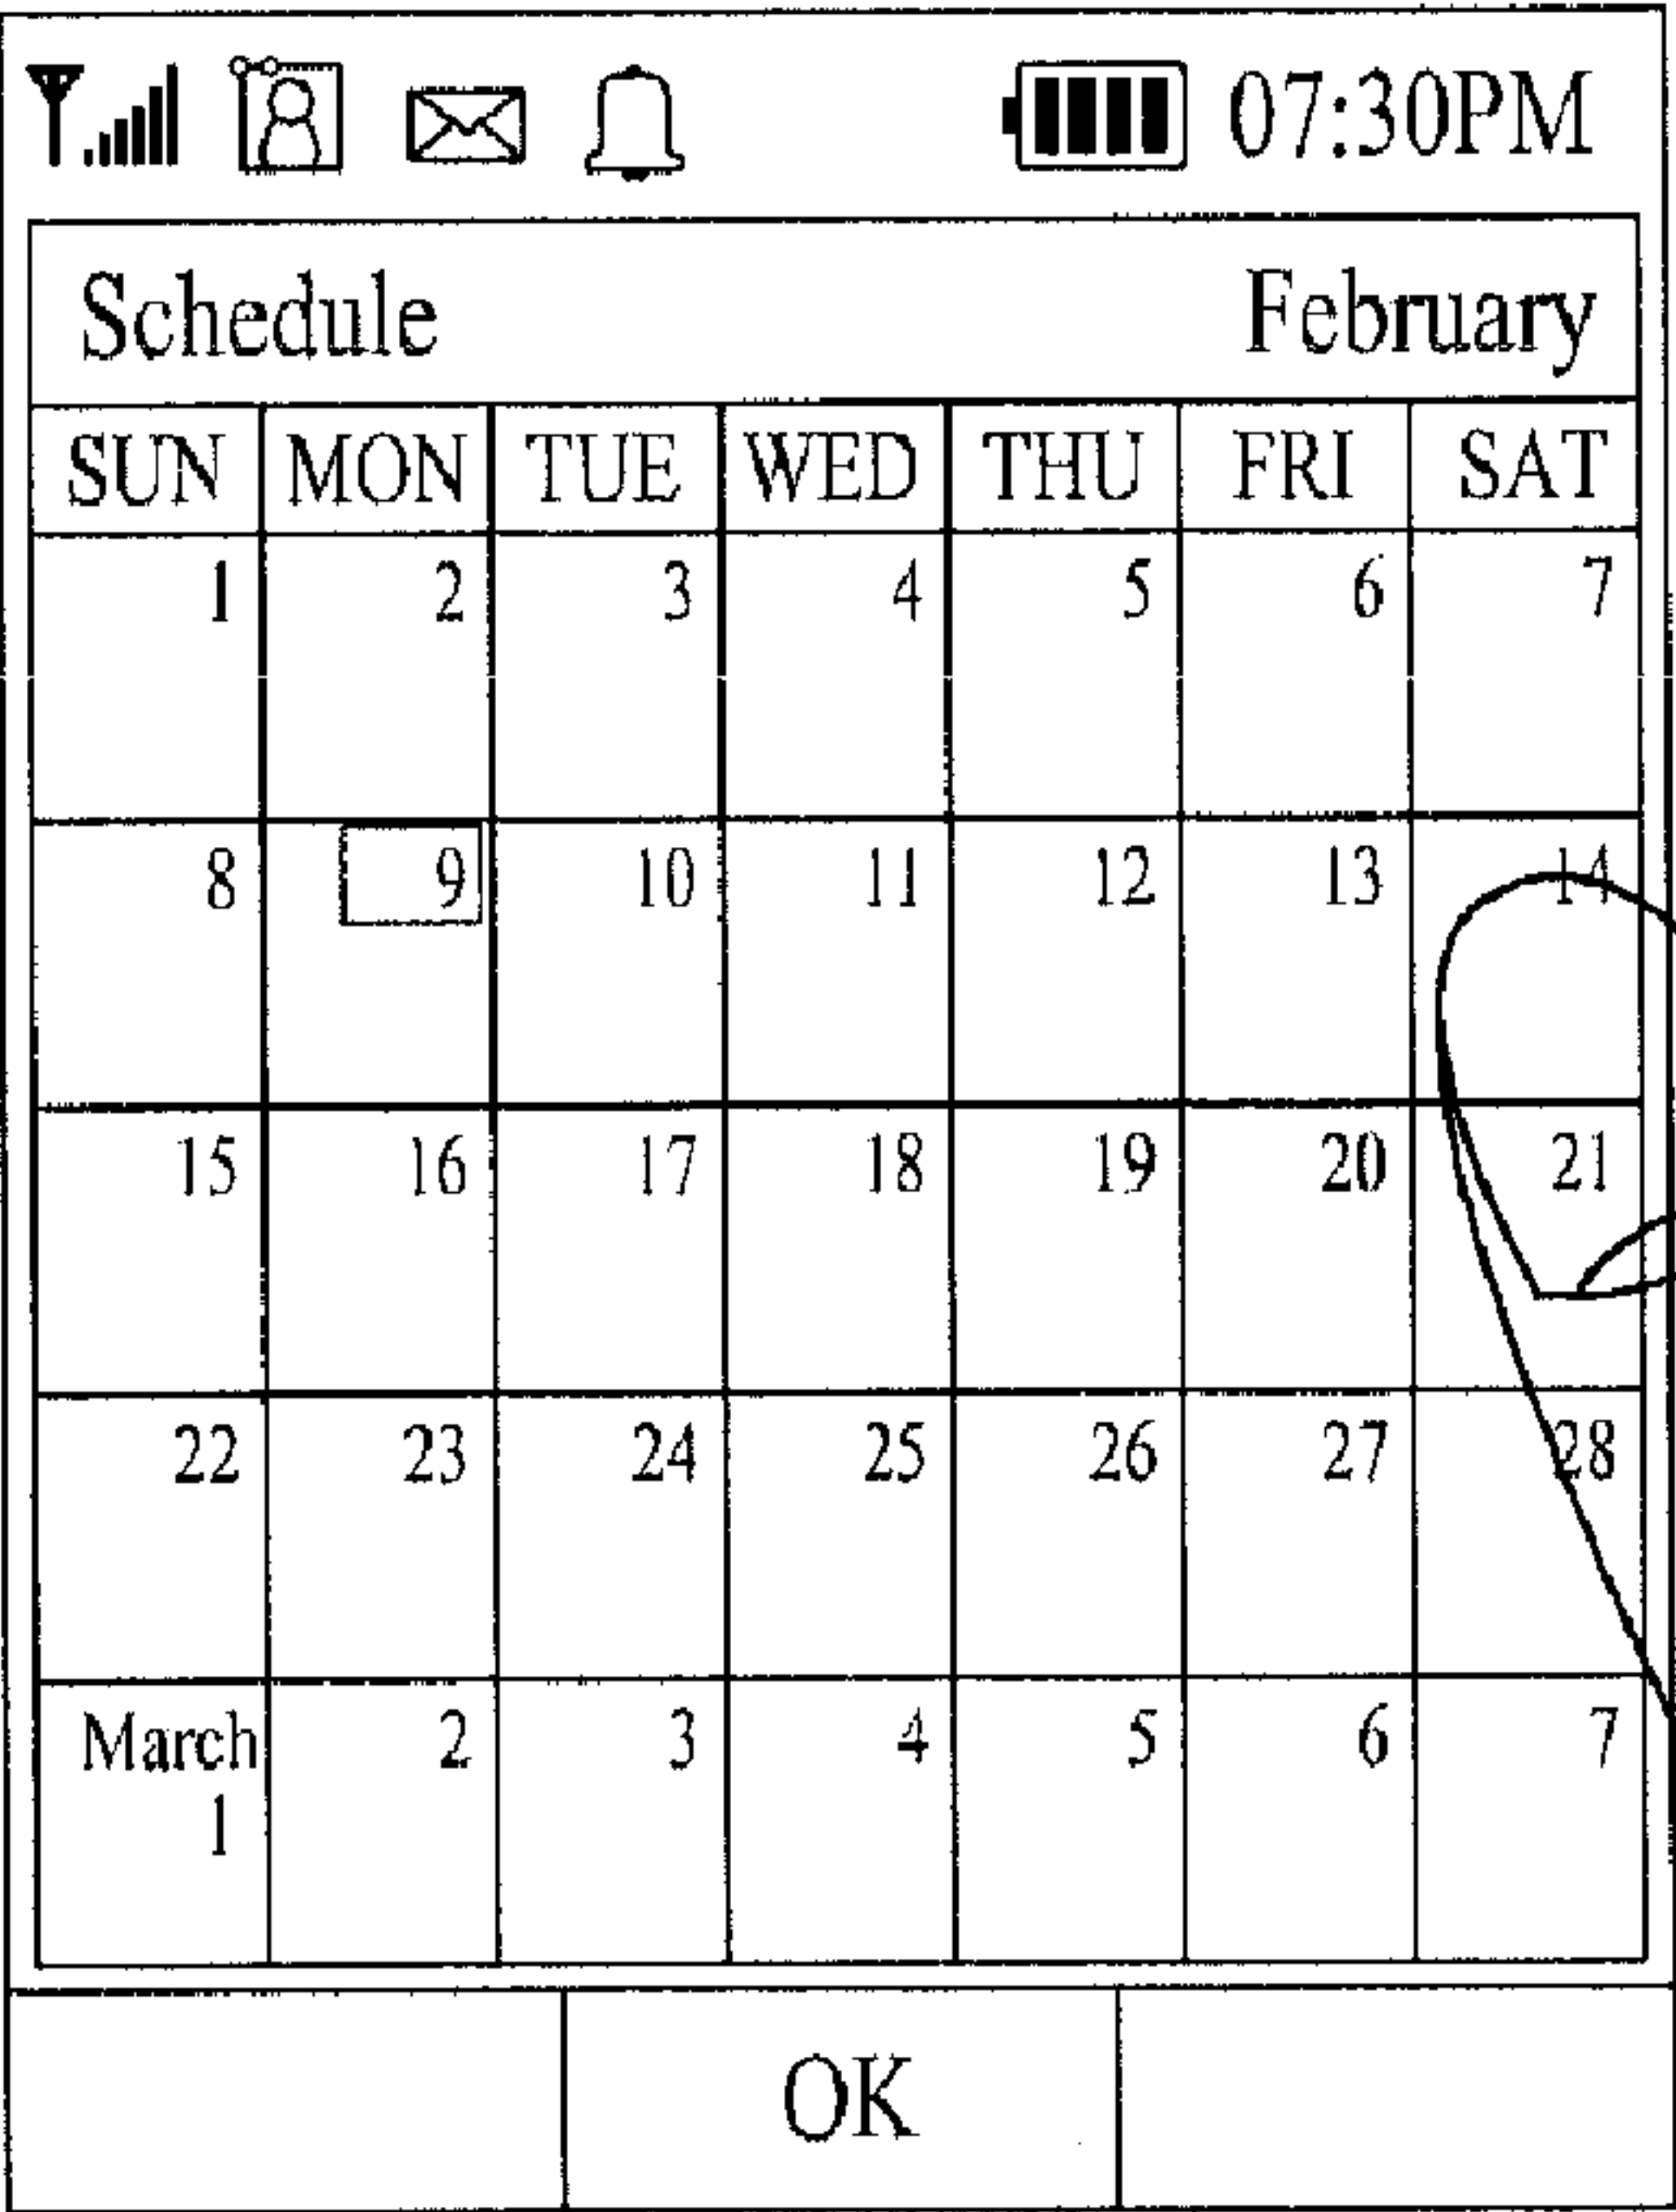 07:30PM
Schedule February
SUN MON TUE WED THU FRI SAT
1 2 3 4 5 6 7
8 9 10 11 12 13 14
15 16 17 18 19 20 21
22 23 24 25 26 27 28
March 2 3 4 5 6 7
1
OK